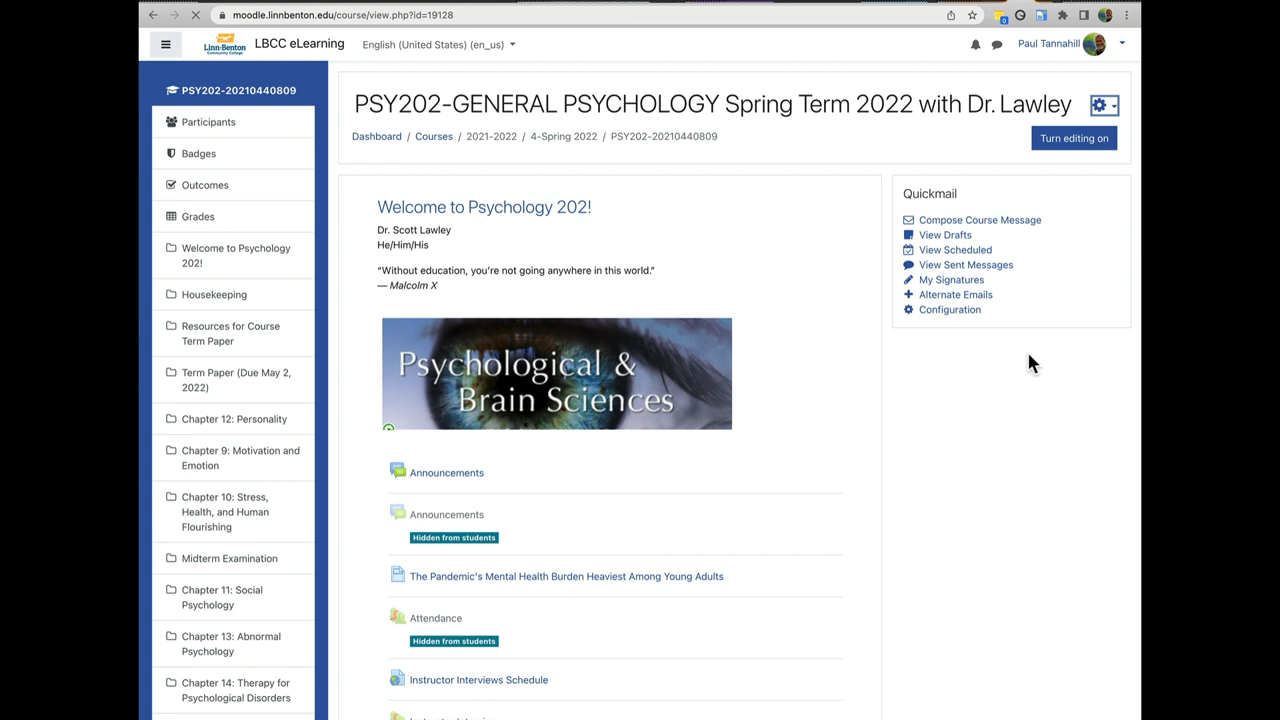 moodle.linnbenton.edu/course/view.php?id=19128
Linn-Benton
Community College
LBCC eLearning
English (United States) (en_us)
Paul Tannahill
PSY202-20210440809
Participants
Badges
Outcomes
Grades
Welcome to Psychology
202!
Housekeeping
Resources for Course
Term Paper
Term Paper (Due May 2,
2022)
Chapter 12: Personality
Chapter 9: Motivation and
Emotion
Chapter 10: Stress,
Health, and Human
Flourishing
Midterm Examination
Chapter 11: Social
Psychology
Chapter 13: Abnormal
Psychology
Chapter 14: Therapy for
Psychological Disorders
PSY202-GENERAL PSYCHOLOGY Spring Term 2022 with Dr. Lawley
Dashboard / Courses / 2021-2022 / 4-Spring 2022 / PSY202-20210440809
Turn editing on
Welcome to Psychology 202!
Dr. Scott Lawley
He/Him/His
“Without education, you’re not going anywhere in this world.”
— Malcolm X
Psychological &
Brain Sciences
Announcements
Announcements
Hidden from students
The Pandemic's Mental Health Burden Heaviest Among Young Adults
Attendance
Hidden from students
Instructor Interviews Schedule
Quickmail
Compose Course Message
View Drafts
View Scheduled
View Sent Messages
My Signatures
Alternate Emails
Configuration